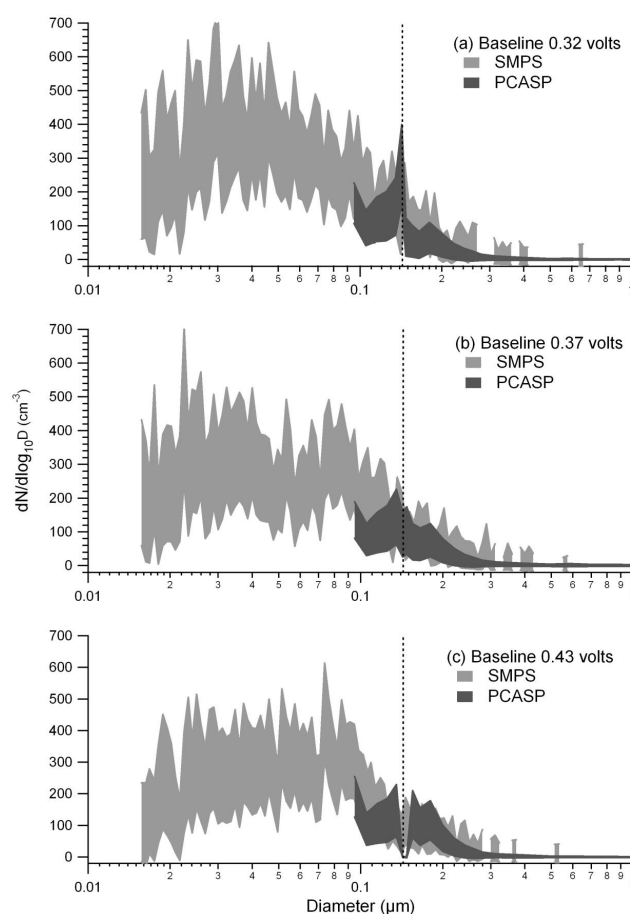 700
(a) Baseline 0.32 volts
600
SMPS
PCASP
500
400
300
200
100
0
2 3 4 5 6 7 8 9 2 3 4 5 6 7 8 9
0.01 0.1
700
(b) Baseline 0.37 volts
600
SMPS
PCASP
500
400
300
200
100
0
2 3 4 5 6 7 8 9 2 3 4 5 6 7 8 9
0.01 0.1
dN/dlog₁₀D (cm⁻³)
700
(c) Baseline 0.43 volts
600
SMPS
PCASP
500
400
300
200
100
0
2 3 4 5 6 7 8 9 2 3 4 5 6 7 8 9
0.01 0.1
Diameter (µm)